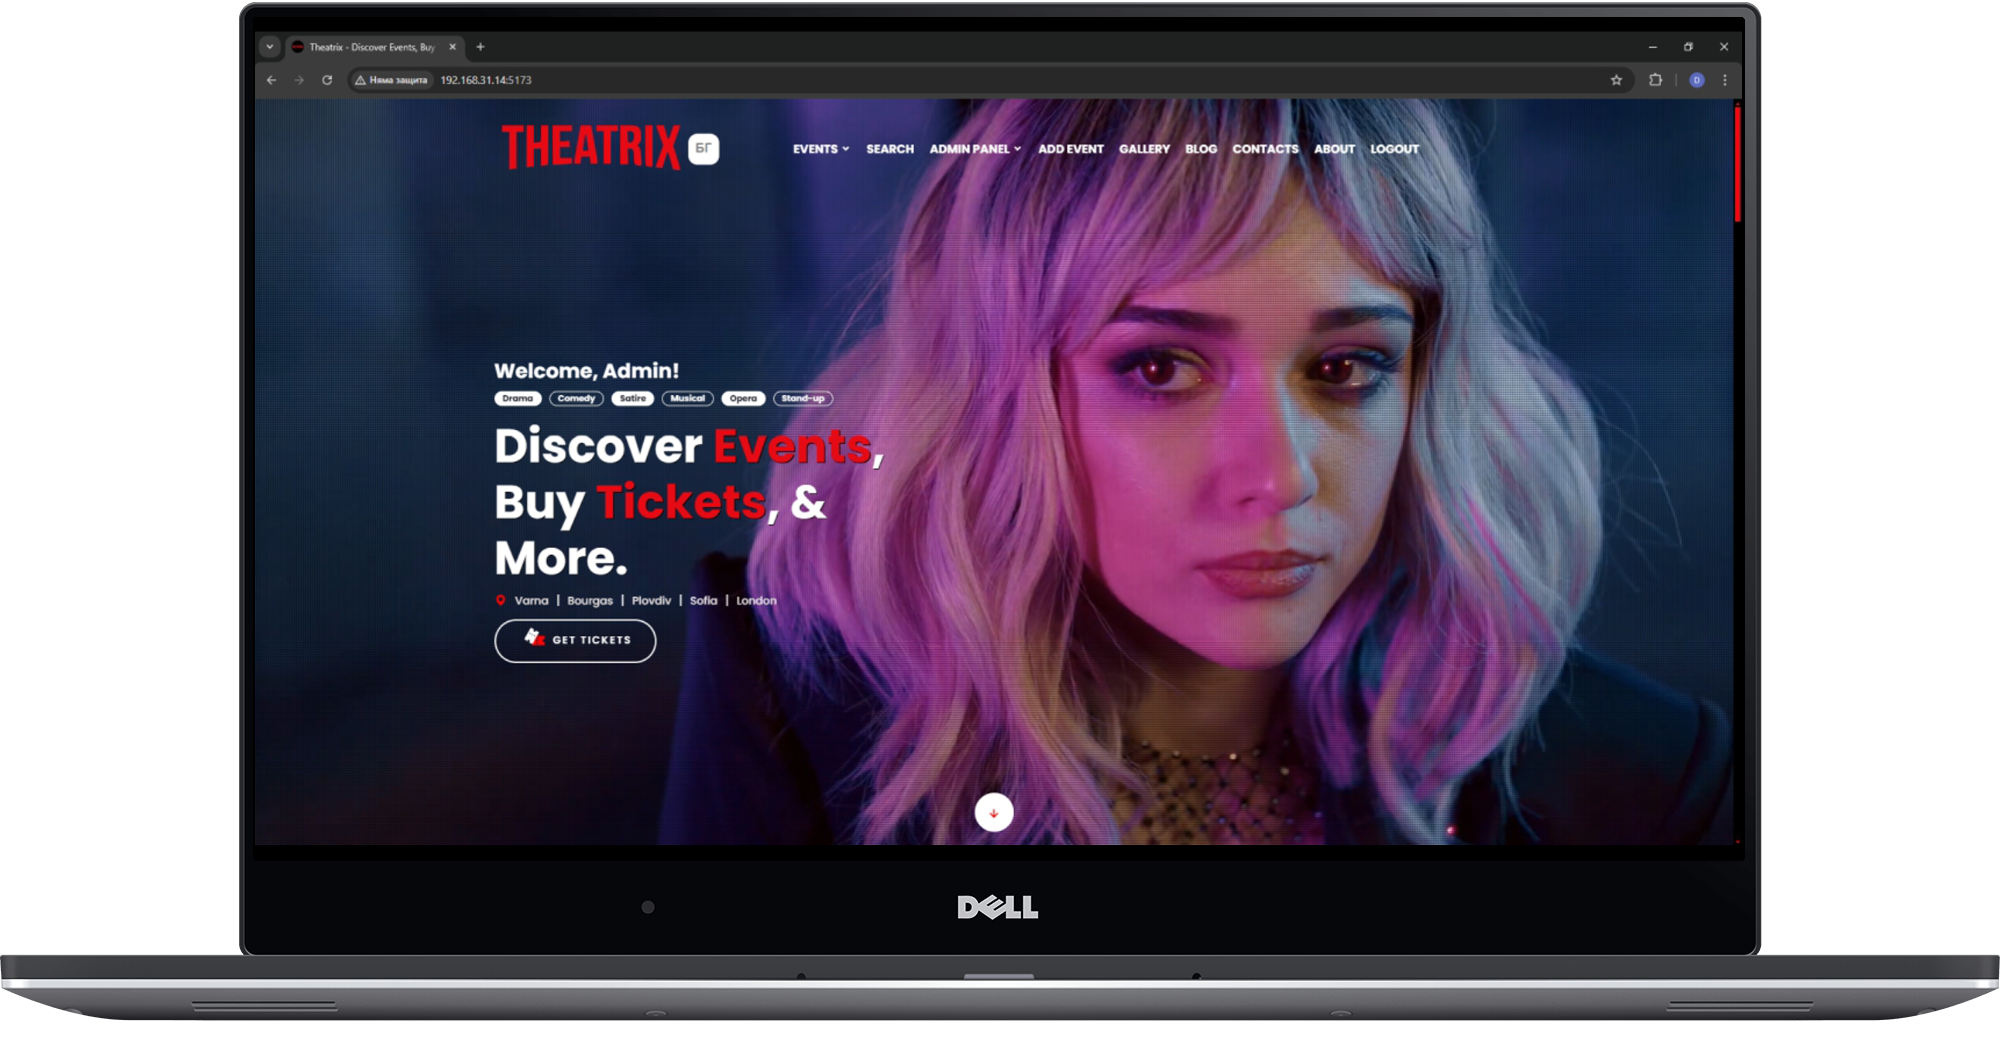 Theatrix - Discover Events, Buy
Няма защита 192.168.31.14:5173
THEATRIX БГ EVENTS SEARCH ADMIN PANEL ADD EVENT GALLERY BLOG CONTACTS ABOUT LOGOUT
Welcome, Admin!
Drama Comedy Satire Musical Opera Stand-up
Discover Events,
Buy Tickets, &
More.
Varna | Bourgas | Plovdiv | Sofia | London
GET TICKETS
DELL